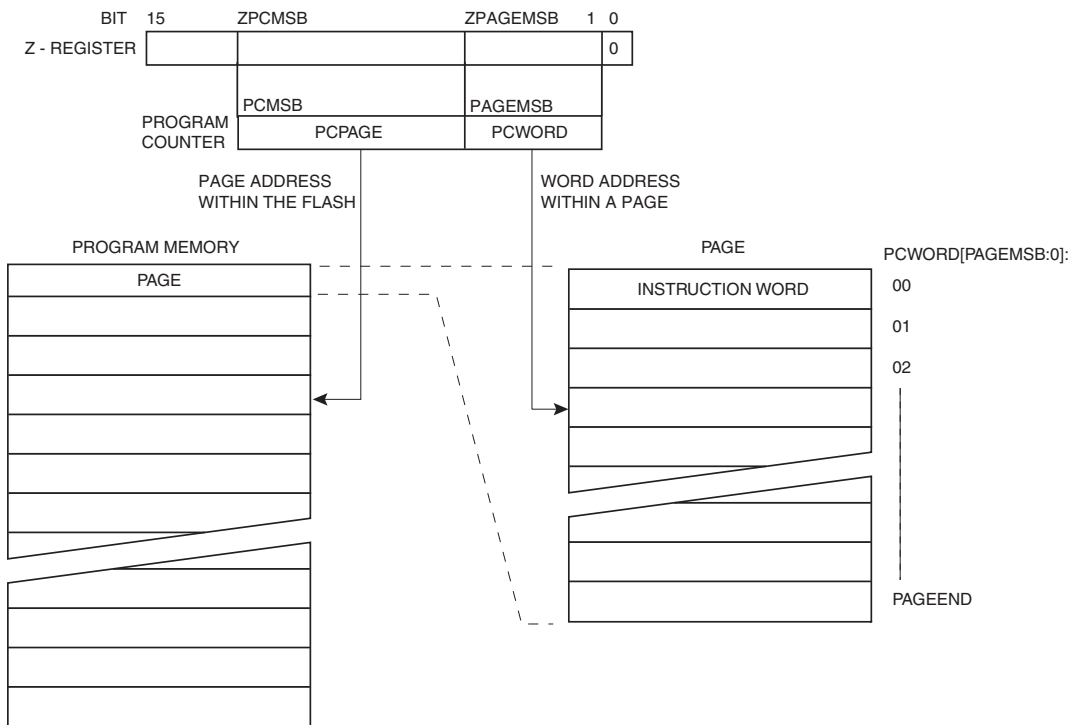 BIT 15 ZPCMSB ZPAGEMSB 1 0
Z - REGISTER 0
PCMSB PAGEMSB
PROGRAM
COUNTER
PCPAGE PCWORD
PAGE ADDRESS
WITHIN THE FLASH
WORD ADDRESS
WITHIN A PAGE
PROGRAM MEMORY
PAGE
PAGE
INSTRUCTION WORD
PCWORD[PAGEMSB:0]:
00
01
02
PAGEEND